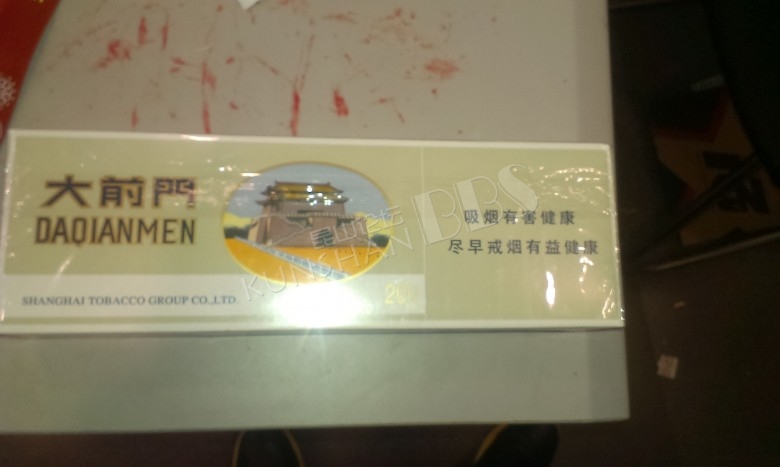 大前門
DAQIANMEN
SHANGHAI TOBACCO GROUP CO.,LTD.
吸烟有害健康
尽早戒烟有益健康
KUNSHAN BBS